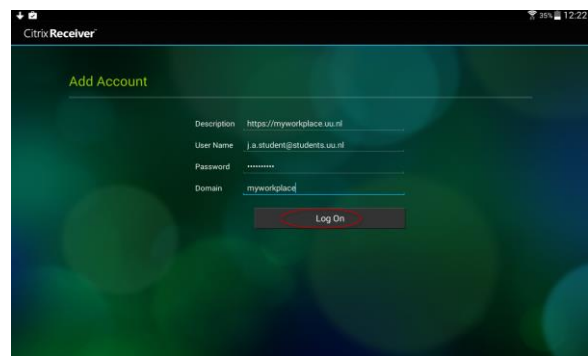 35% 12:22
Citrix Receiver
Add Account
Description https://myworkplace.uu.nl
User Name j.a.student@students.uu.nl
Password ••••••••••
Domain myworkplace
Log On